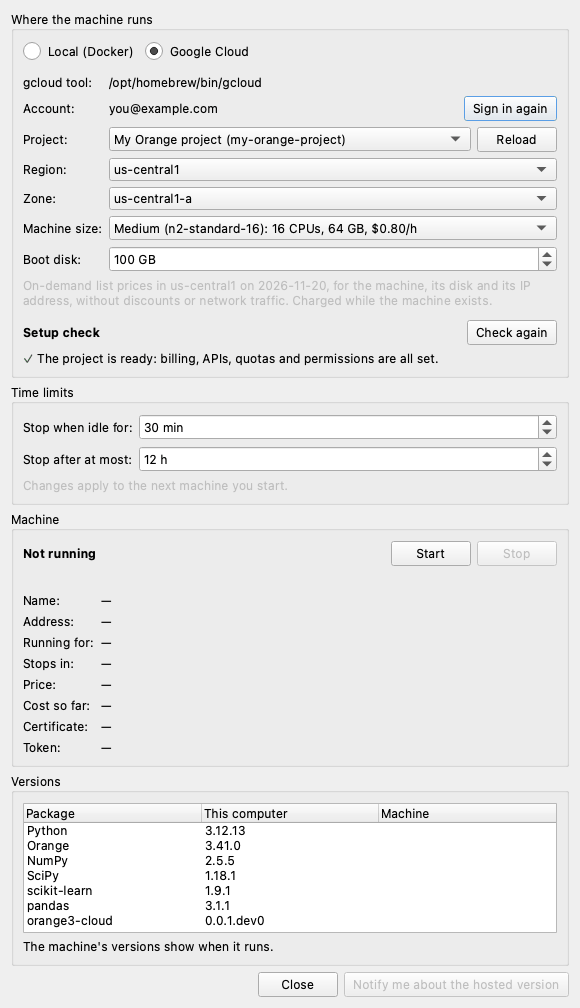 Where the machine runs
Local (Docker) Google Cloud
gcloud tool: /opt/homebrew/bin/gcloud
Account: you@example.com Sign in again
Project: My Orange project (my-orange-project) Reload
Region: us-central1
Zone: us-central1-a
Machine size: Medium (n2-standard-16): 16 CPUs, 64 GB, $0.80/h
Boot disk: 100 GB
On-demand list prices in us-central1 on 2026-11-20, for the machine, its disk and its IP
address, without discounts or network traffic. Charged while the machine exists.
Setup check Check again
✓ The project is ready: billing, APIs, quotas and permissions are all set.
Time limits
Stop when idle for: 30 min
Stop after at most: 12 h
Changes apply to the next machine you start.
Machine
Not running Start Stop
Name: —
Address: —
Running for: —
Stops in: —
Price: —
Cost so far: —
Certificate: —
Token: —
Versions
Package This computer Machine
Python 3.12.13
Orange 3.41.0
NumPy 2.5.5
SciPy 1.18.1
scikit-learn 1.9.1
pandas 3.1.1
orange3-cloud 0.0.1.dev0
The machine's versions show when it runs.
Close Notify me about the hosted version